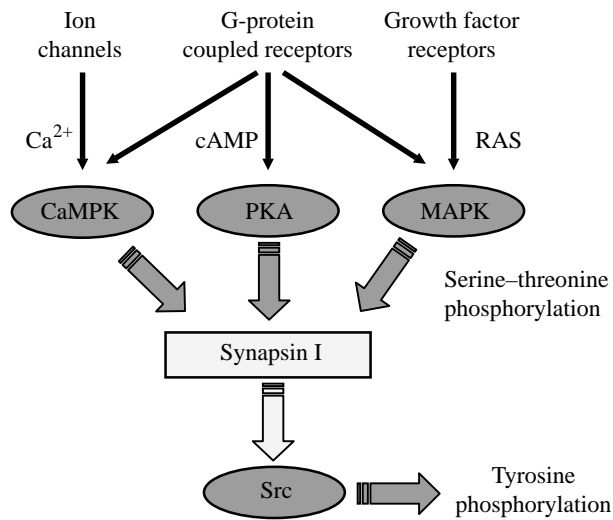 Ion
channels
G-protein
coupled receptors
Growth factor
receptors
Ca²⁺
cAMP
RAS
CaMPK
PKA
MAPK
Serine–threonine
phosphorylation
Synapsin I
Src
Tyrosine
phosphorylation